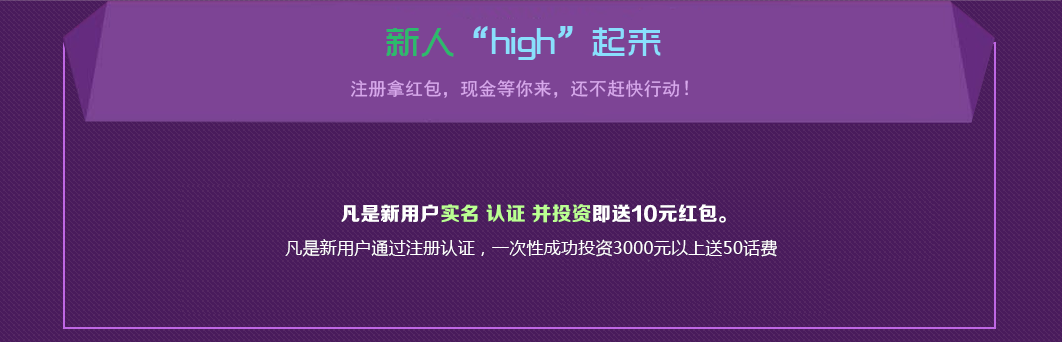 新人“high”起来
注册拿红包，现金等你来，还不赶快行动！
凡是新用户实名 认证 并投资即送10元红包。
凡是新用户通过注册认证，一次性成功投资3000元以上送50话费